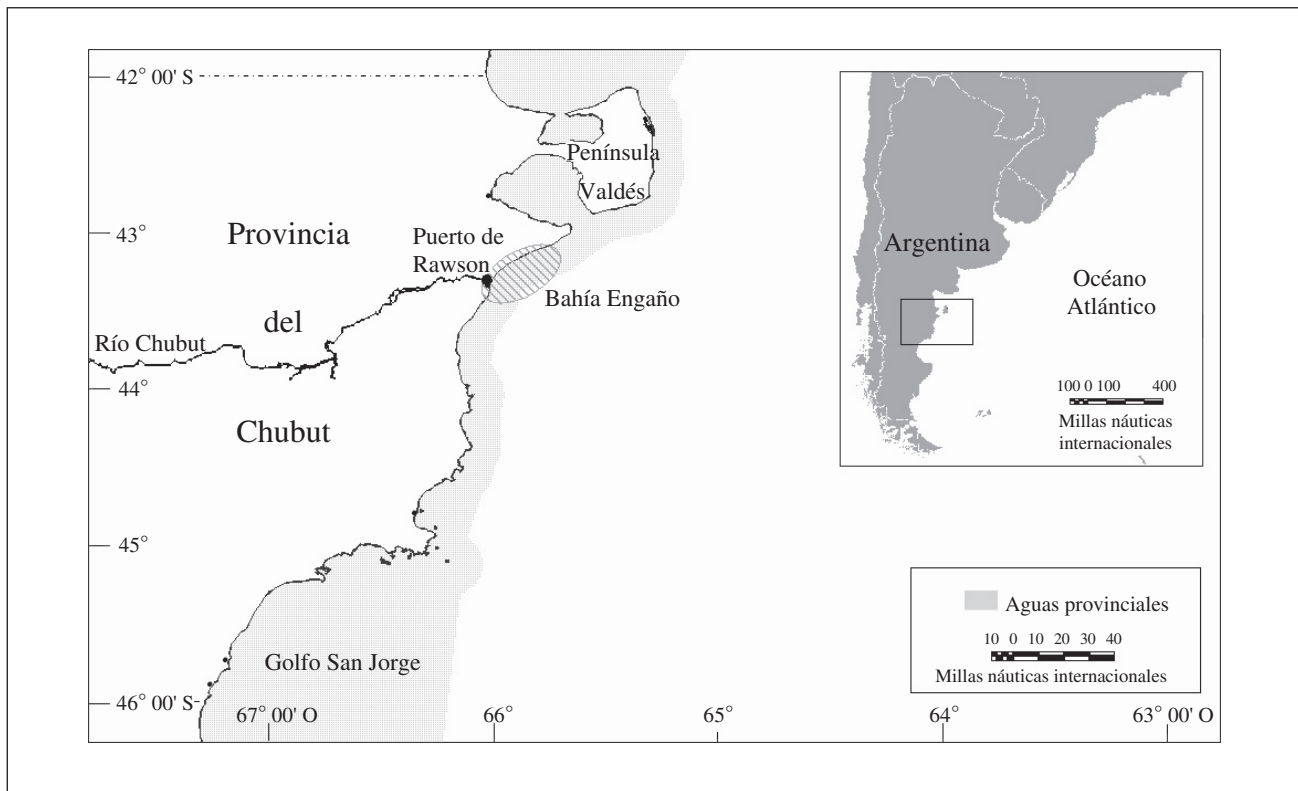 42° 00' S
Península
Valdés
43°
Provincia
Puerto de
Rawson
Bahía Engaño
del
Río Chubut
44°
Chubut
45°
Golfo San Jorge
46° 00' S
67° 00' O
66°
65°
64°
63° 00' O
Argentina
Océano
Atlántico
100 0 100 400
Millas náuticas
internacionales
Aguas provinciales
10 0 10 20 30 40
Millas náuticas internacionales